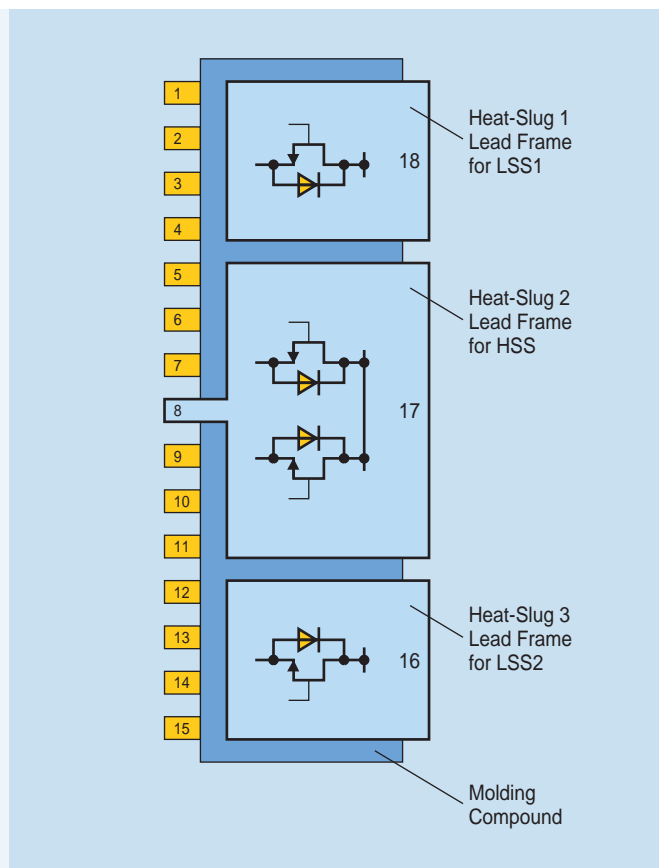 1
2
3
4
5
6
7
8
9
10
11
12
13
14
15
18
Heat-Slug 1
Lead Frame
for LSS1
17
Heat-Slug 2
Lead Frame
for HSS
16
Heat-Slug 3
Lead Frame
for LSS2
Molding
Compound